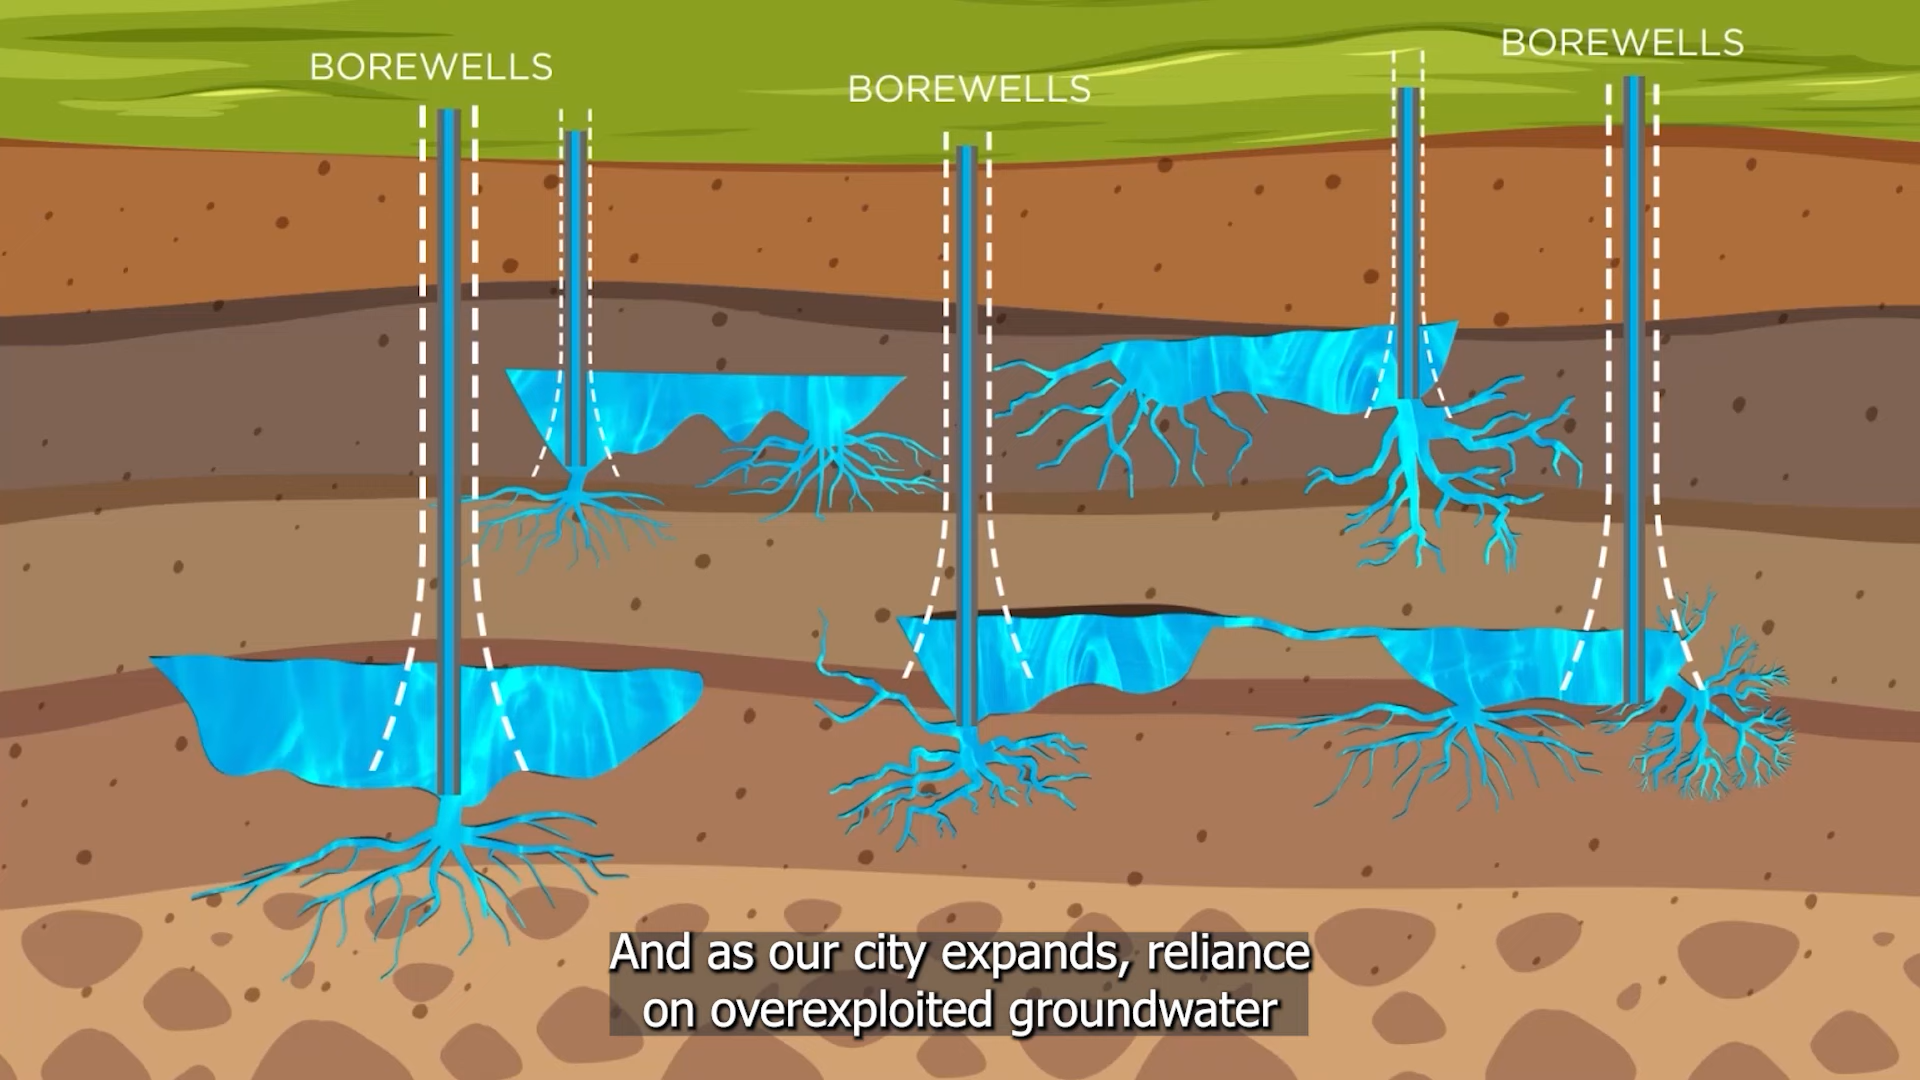 BOREWELLS
BOREWELLS
BOREWELLS
And as our city expands, reliance
on overexploited groundwater